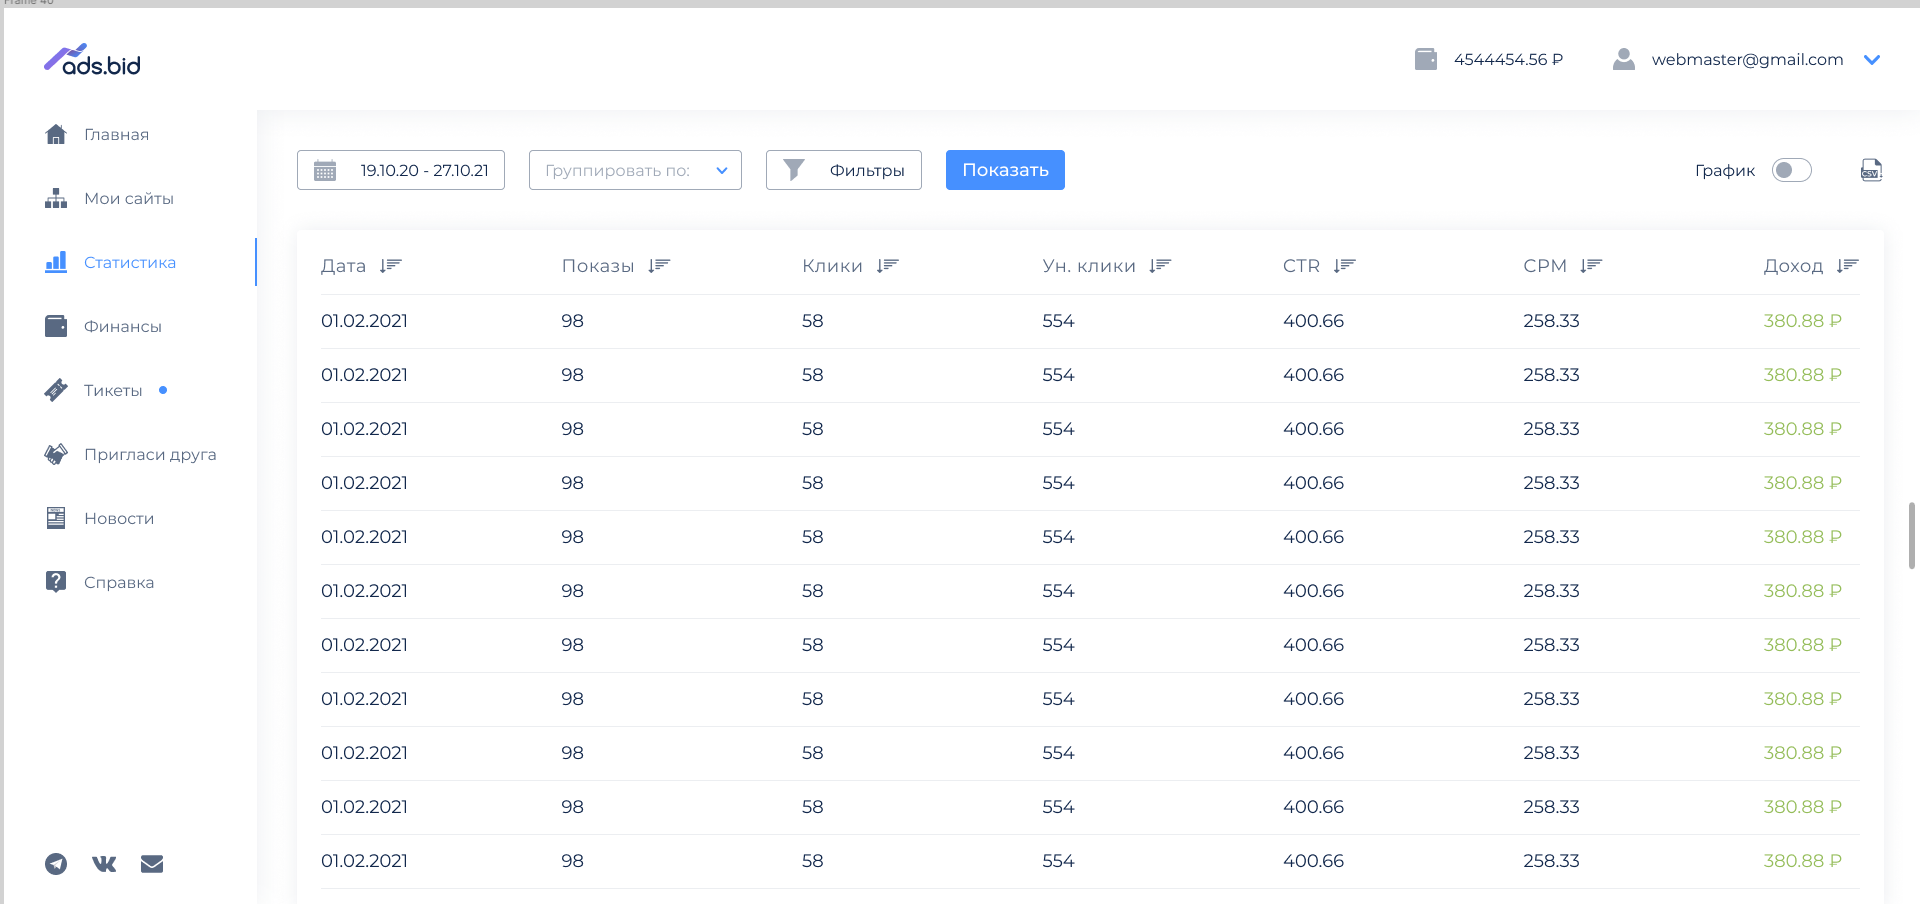 Frame 40
ads.bid
4544454.56 ₽
webmaster@gmail.com
Главная
Мои сайты
Статистика
Финансы
Тикеты
Пригласи друга
Новости
Справка
19.10.20 - 27.10.21
Группировать по:
Фильтры
Показать
График
CSV
Дата Показы Клики Ун. клики CTR CPM Доход
01.02.2021 98 58 554 400.66 258.33 380.88 ₽
01.02.2021 98 58 554 400.66 258.33 380.88 ₽
01.02.2021 98 58 554 400.66 258.33 380.88 ₽
01.02.2021 98 58 554 400.66 258.33 380.88 ₽
01.02.2021 98 58 554 400.66 258.33 380.88 ₽
01.02.2021 98 58 554 400.66 258.33 380.88 ₽
01.02.2021 98 58 554 400.66 258.33 380.88 ₽
01.02.2021 98 58 554 400.66 258.33 380.88 ₽
01.02.2021 98 58 554 400.66 258.33 380.88 ₽
01.02.2021 98 58 554 400.66 258.33 380.88 ₽
01.02.2021 98 58 554 400.66 258.33 380.88 ₽